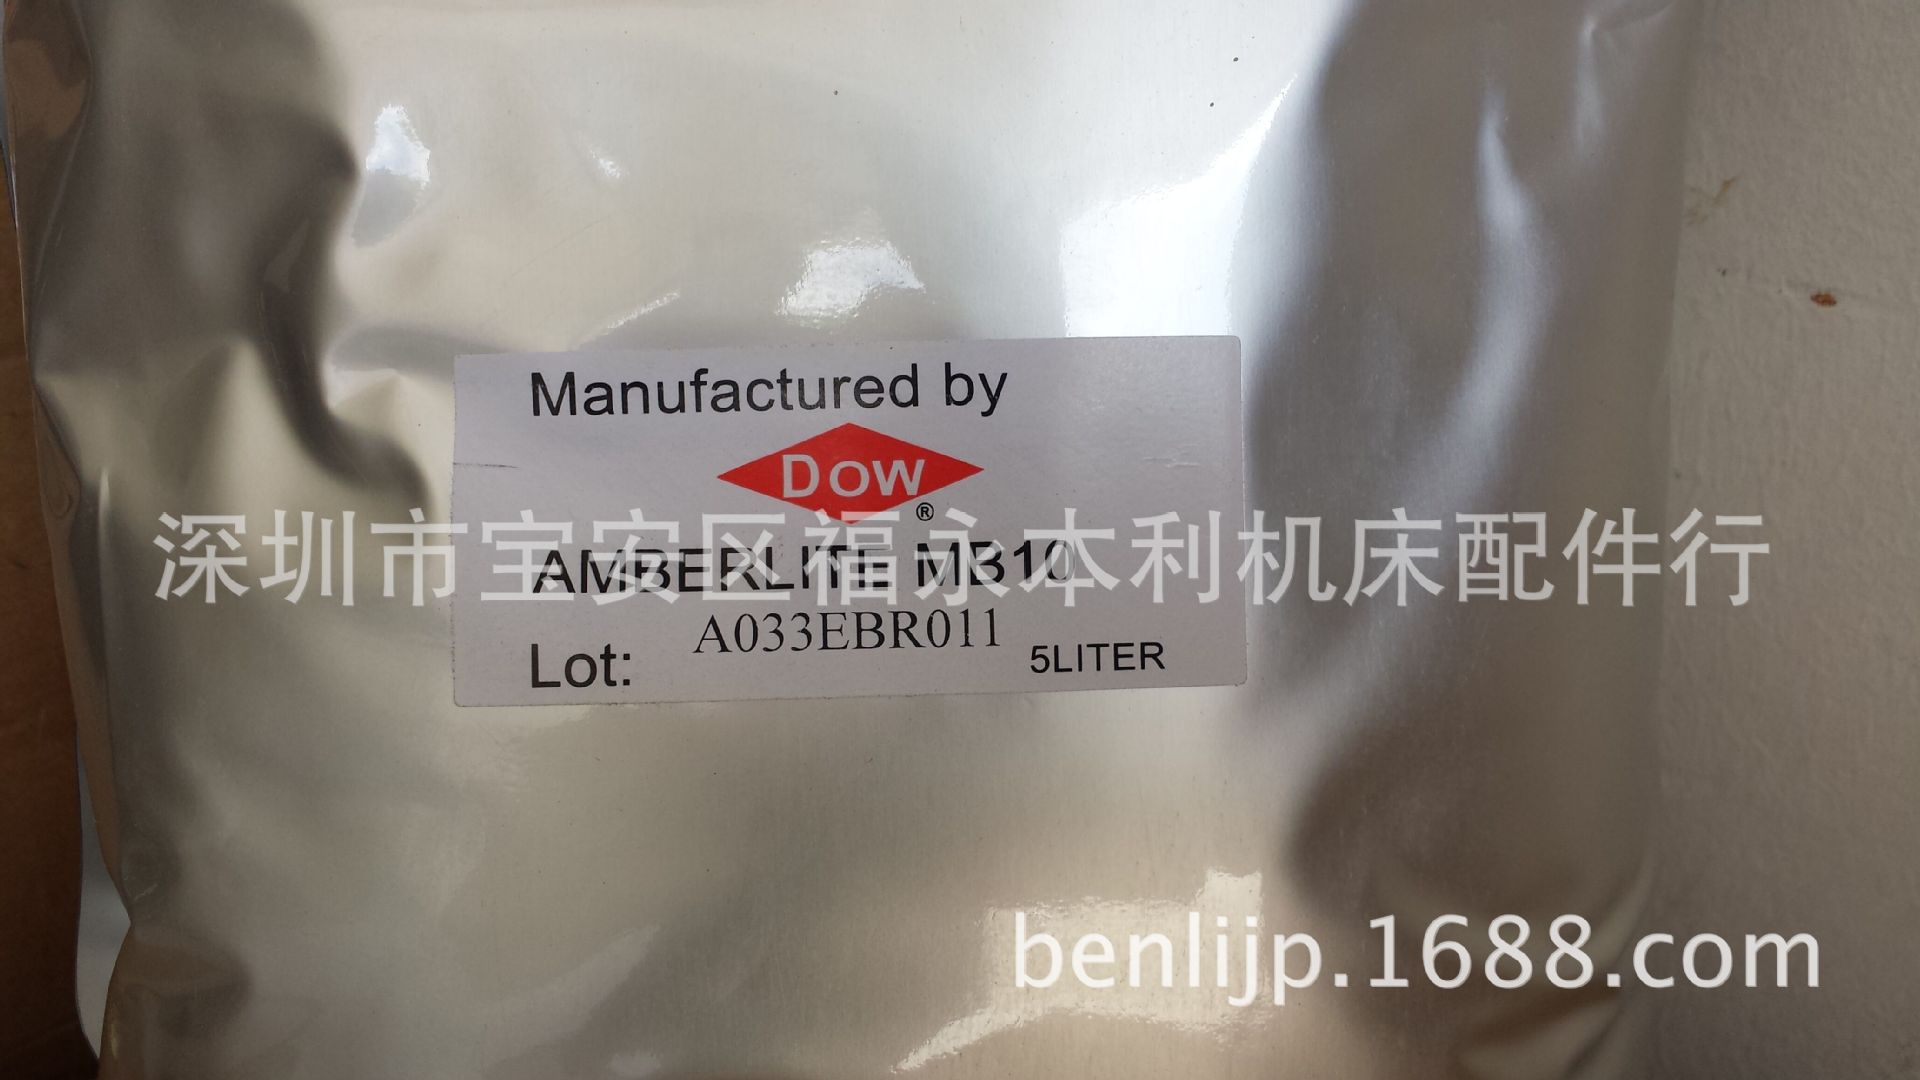 Manufactured by
DOW
®
深圳市宝安区福永本利机床配件行
AMBERLITE MB10
A033EBR011
Lot:
5LITER
benlijp.1688.com